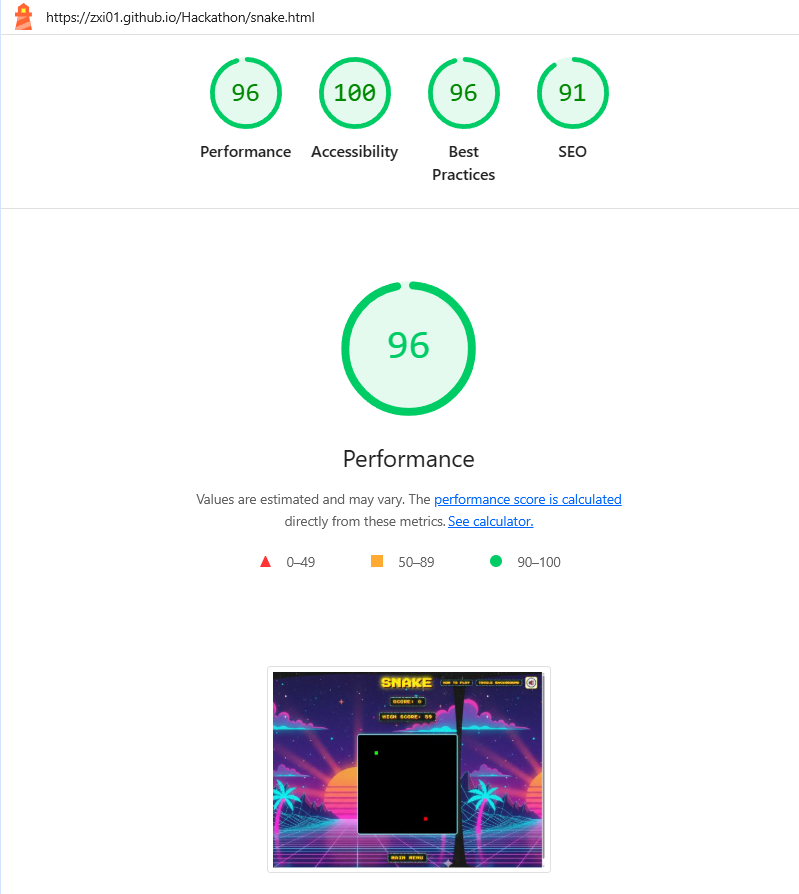 https://zxi01.github.io/Hackathon/snake.html
96
100
96
91
Performance
Accessibility
Best
Practices
SEO
96
Performance
Values are estimated and may vary. The performance score is calculated
directly from these metrics. See calculator.
0–49
50–89
90–100
SNAKE
HOW TO PLAY
TOGGLE BACKGROUND
SCORE: 0
HIGH SCORE: 59
MAIN MENU